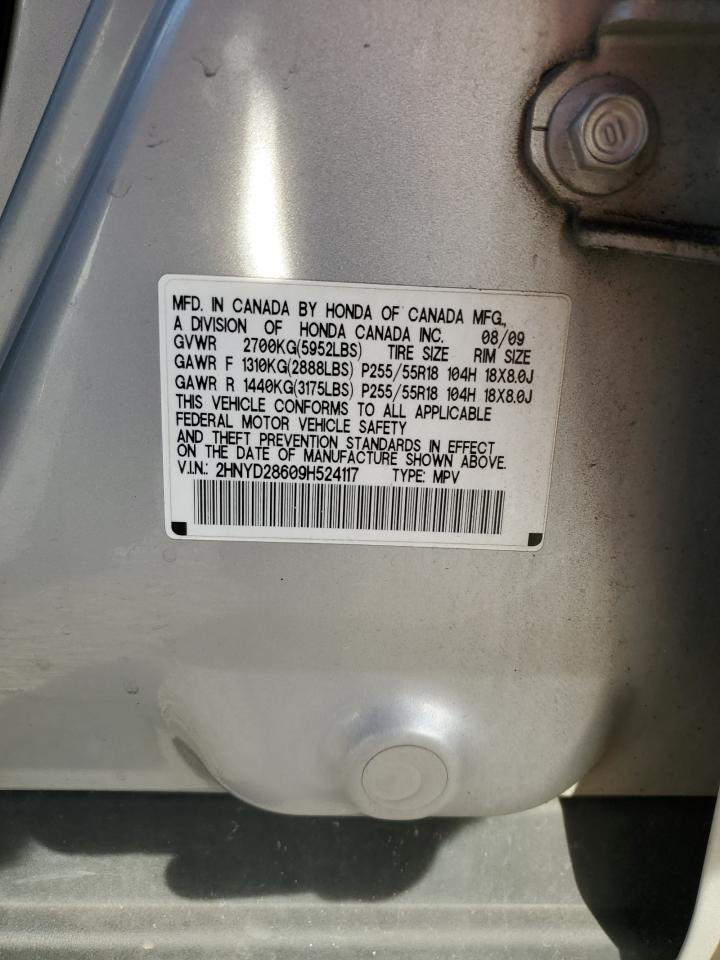 01
MFD. IN CANADA BY HONDA OF CANADA MFG.,
A DIVISION OF HONDA CANADA INC. 08/09
GVWR 2700KG(5952LBS) TIRE SIZE RIM SIZE
GAWR F 1310KG(2888LBS) P255/55R18 104H 18X8.0J
GAWR R 1440KG(3175LBS) P255/55R18 104H 18X8.0J
THIS VEHICLE CONFORMS TO ALL APPLICABLE
FEDERAL MOTOR VEHICLE SAFETY
AND THEFT PREVENTION STANDARDS IN EFFECT
ON THE DATE OF MANUFACTURE SHOWN ABOVE.
V.I.N.: 2HNYD28609H524117 TYPE: MPV